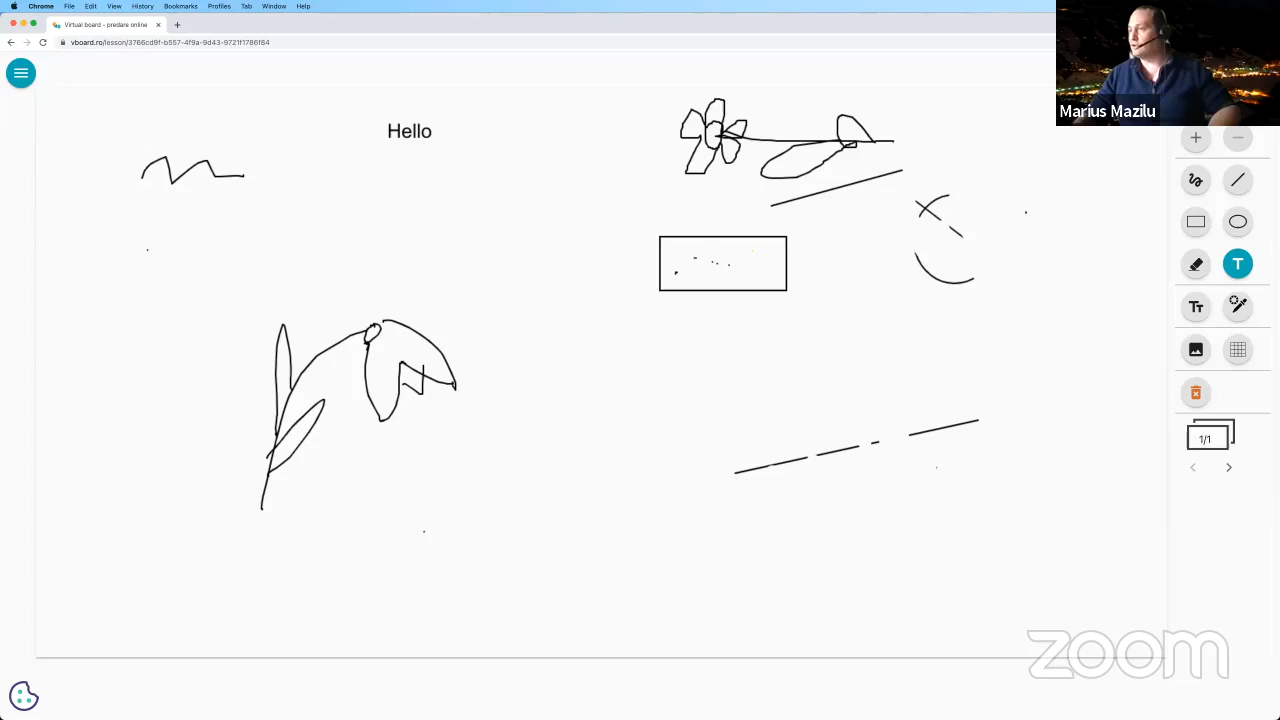 Chrome File Edit View History Bookmarks Profiles Tab Window Help
Virtual board - predare online
vboard.ro/lesson/3766cd9f-b557-4f9a-9d43-9721f1786f84
Marius Mazilu
Hello
T
TT
1/1
zoom